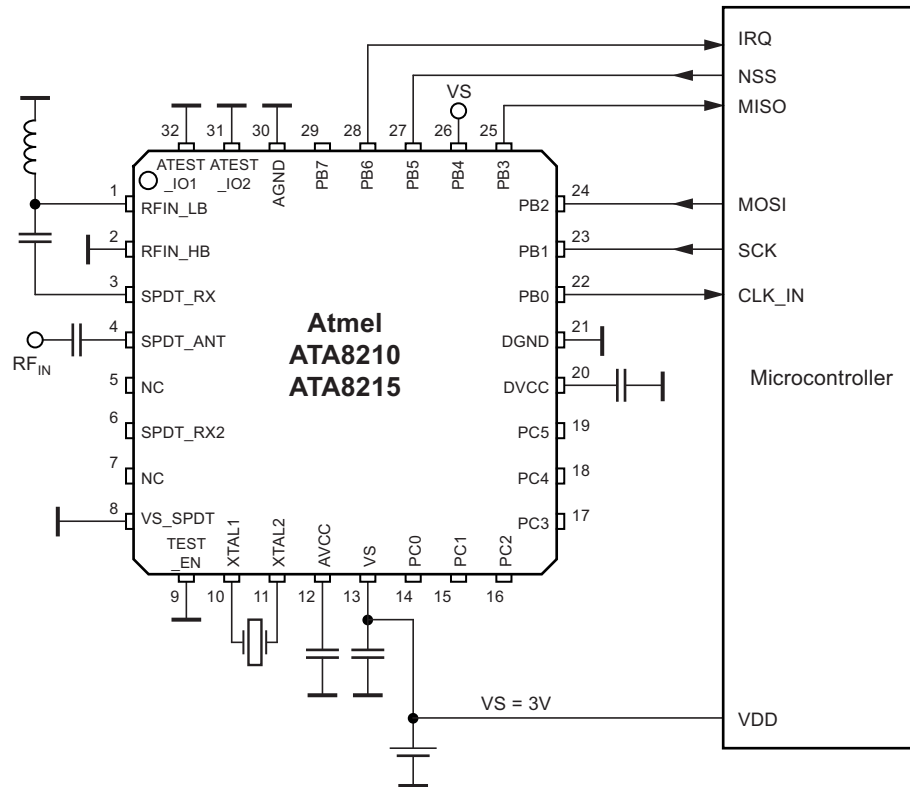 IRQ
NSS
MISO
MOSI
SCK
CLK_IN
Microcontroller
VDD
VS
32
31
30
29
28
27
26
25
ATEST
_IO1
ATEST
_IO2
AGND
PB7
PB6
PB5
PB4
PB3
1
RFIN_LB
2
RFIN_HB
3
SPDT_RX
4
SPDT_ANT
RFIN
5
NC
6
SPDT_RX2
7
NC
8
VS_SPDT
Atmel
ATA8210
ATA8215
PB2
24
PB1
23
PB0
22
DGND
21
DVCC
20
PC5
19
PC4
18
PC3
17
TEST
_EN
XTAL1
XTAL2
AVCC
VS
PC0
PC1
PC2
9
10
11
12
13
14
15
16
VS = 3V